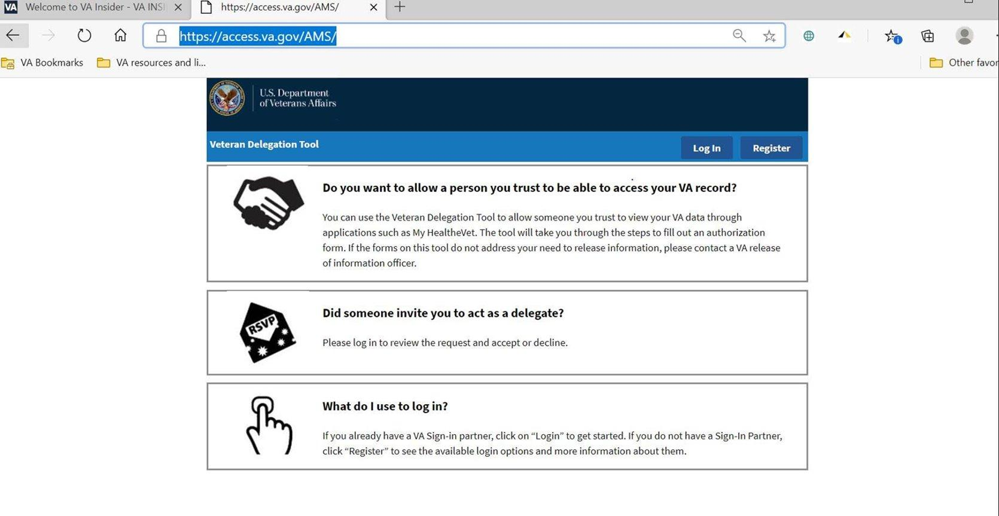 VA Welcome to VA Insider - VA INSI
https://access.va.gov/AMS/
https://access.va.gov/AMS/
VA Bookmarks
VA resources and li...
Other favor
U.S. Department
of Veterans Affairs
Veteran Delegation Tool
Log In
Register
Do you want to allow a person you trust to be able to access your VA record?
You can use the Veteran Delegation Tool to allow someone you trust to view your VA data through
applications such as My HealtheVet. The tool will take you through the steps to fill out an authorization
form. If the forms on this tool do not address your need to release information, please contact a VA release
of information officer.
RSVP
Did someone invite you to act as a delegate?
Please log in to review the request and accept or decline.
What do I use to log in?
If you already have a VA Sign-in partner, click on “Login” to get started. If you do not have a Sign-In Partner,
click “Register” to see the available login options and more information about them.